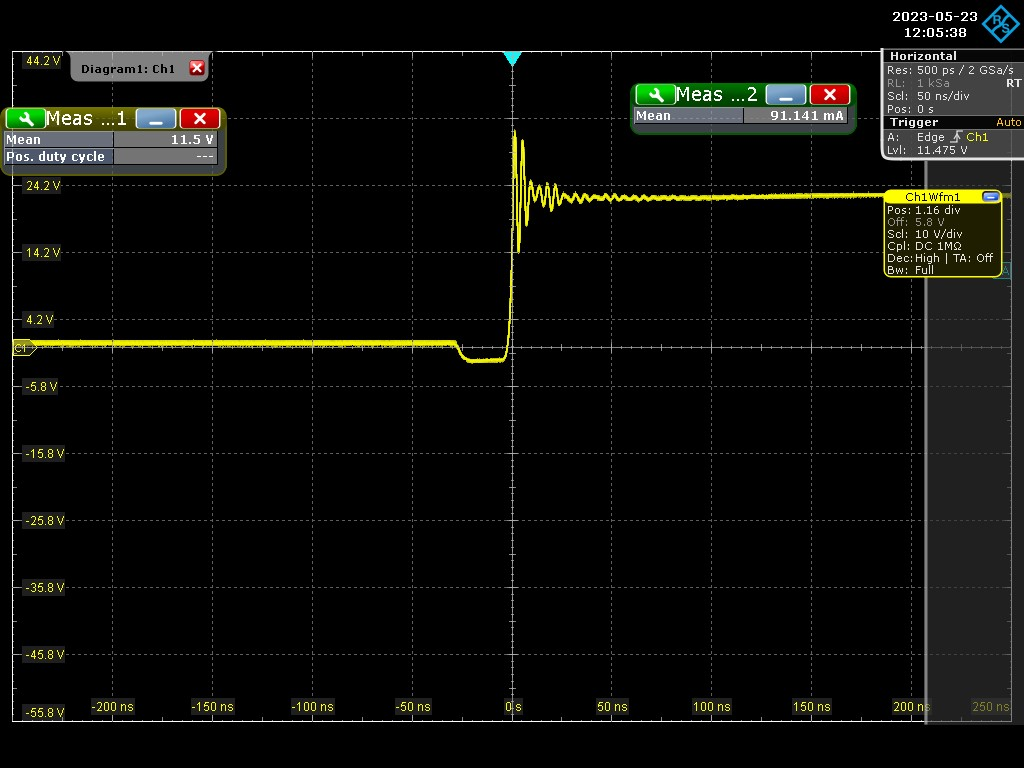 2023-05-23
12:05:38
R&S
Horizontal
Res: 500 ps / 2 GSa/s
RL: 1 kSa RT
Scl: 50 ns/div
Pos: 0 s
Trigger Auto
A: Edge Ch1
Lvl: 11.475 V
Diagram1: Ch1
Meas ...1
Mean 11.5 V
Pos. duty cycle ---
Meas ...2
Mean 91.141 mA
Ch1Wfm1
Pos: 1.16 div
Off: 5.8 V
Scl: 10 V/div
Cpl: DC 1MΩ
Dec:High | TA: Off
Bw: Full
A
C1
44.2 V
24.2 V
14.2 V
4.2 V
-5.8 V
-15.8 V
-25.8 V
-35.8 V
-45.8 V
-55.8 V
-200 ns -150 ns -100 ns -50 ns 0 s 50 ns 100 ns 150 ns 200 ns 250 ns